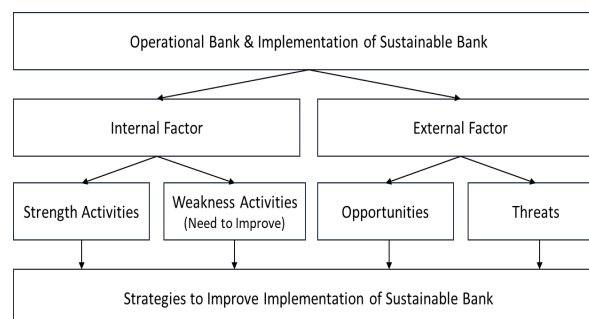 Operational Bank & Implementation of Sustainable Bank
Internal Factor
External Factor
Strength Activities
Weakness Activities
(Need to Improve)
Opportunities
Threats
Strategies to Improve Implementation of Sustainable Bank